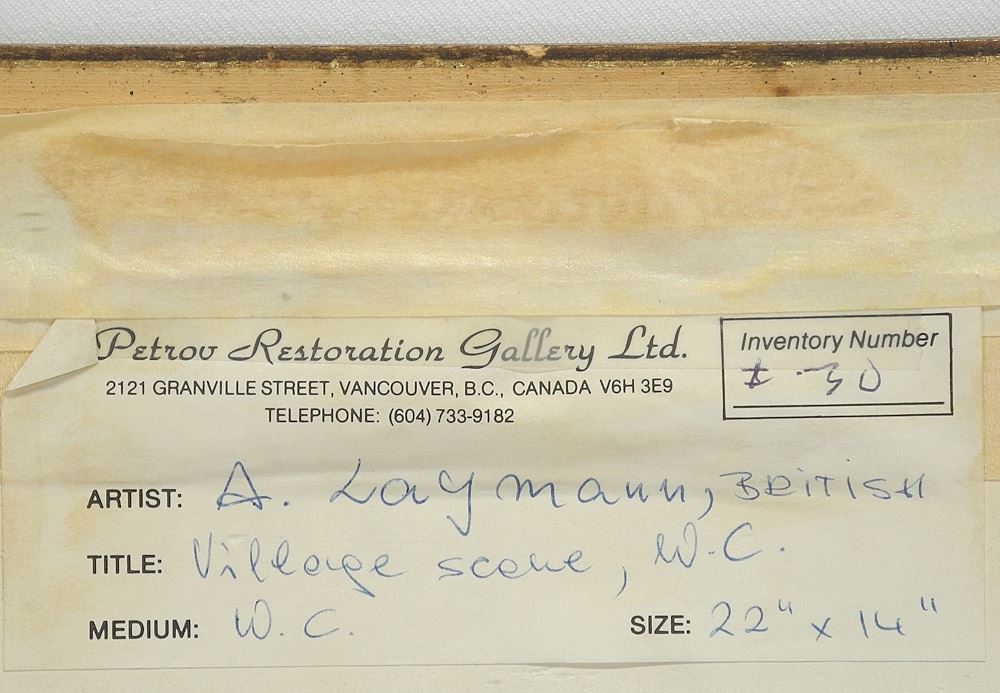 Petrov Restoration Gallery Ltd.
2121 GRANVILLE STREET, VANCOUVER, B.C., CANADA V6H 3E9
TELEPHONE: (604) 733-9182
Inventory Number
30
ARTIST: A. Laymann, BRITISH
TITLE: Village scene, W.C.
MEDIUM: W.C.
SIZE: 22" x 14"